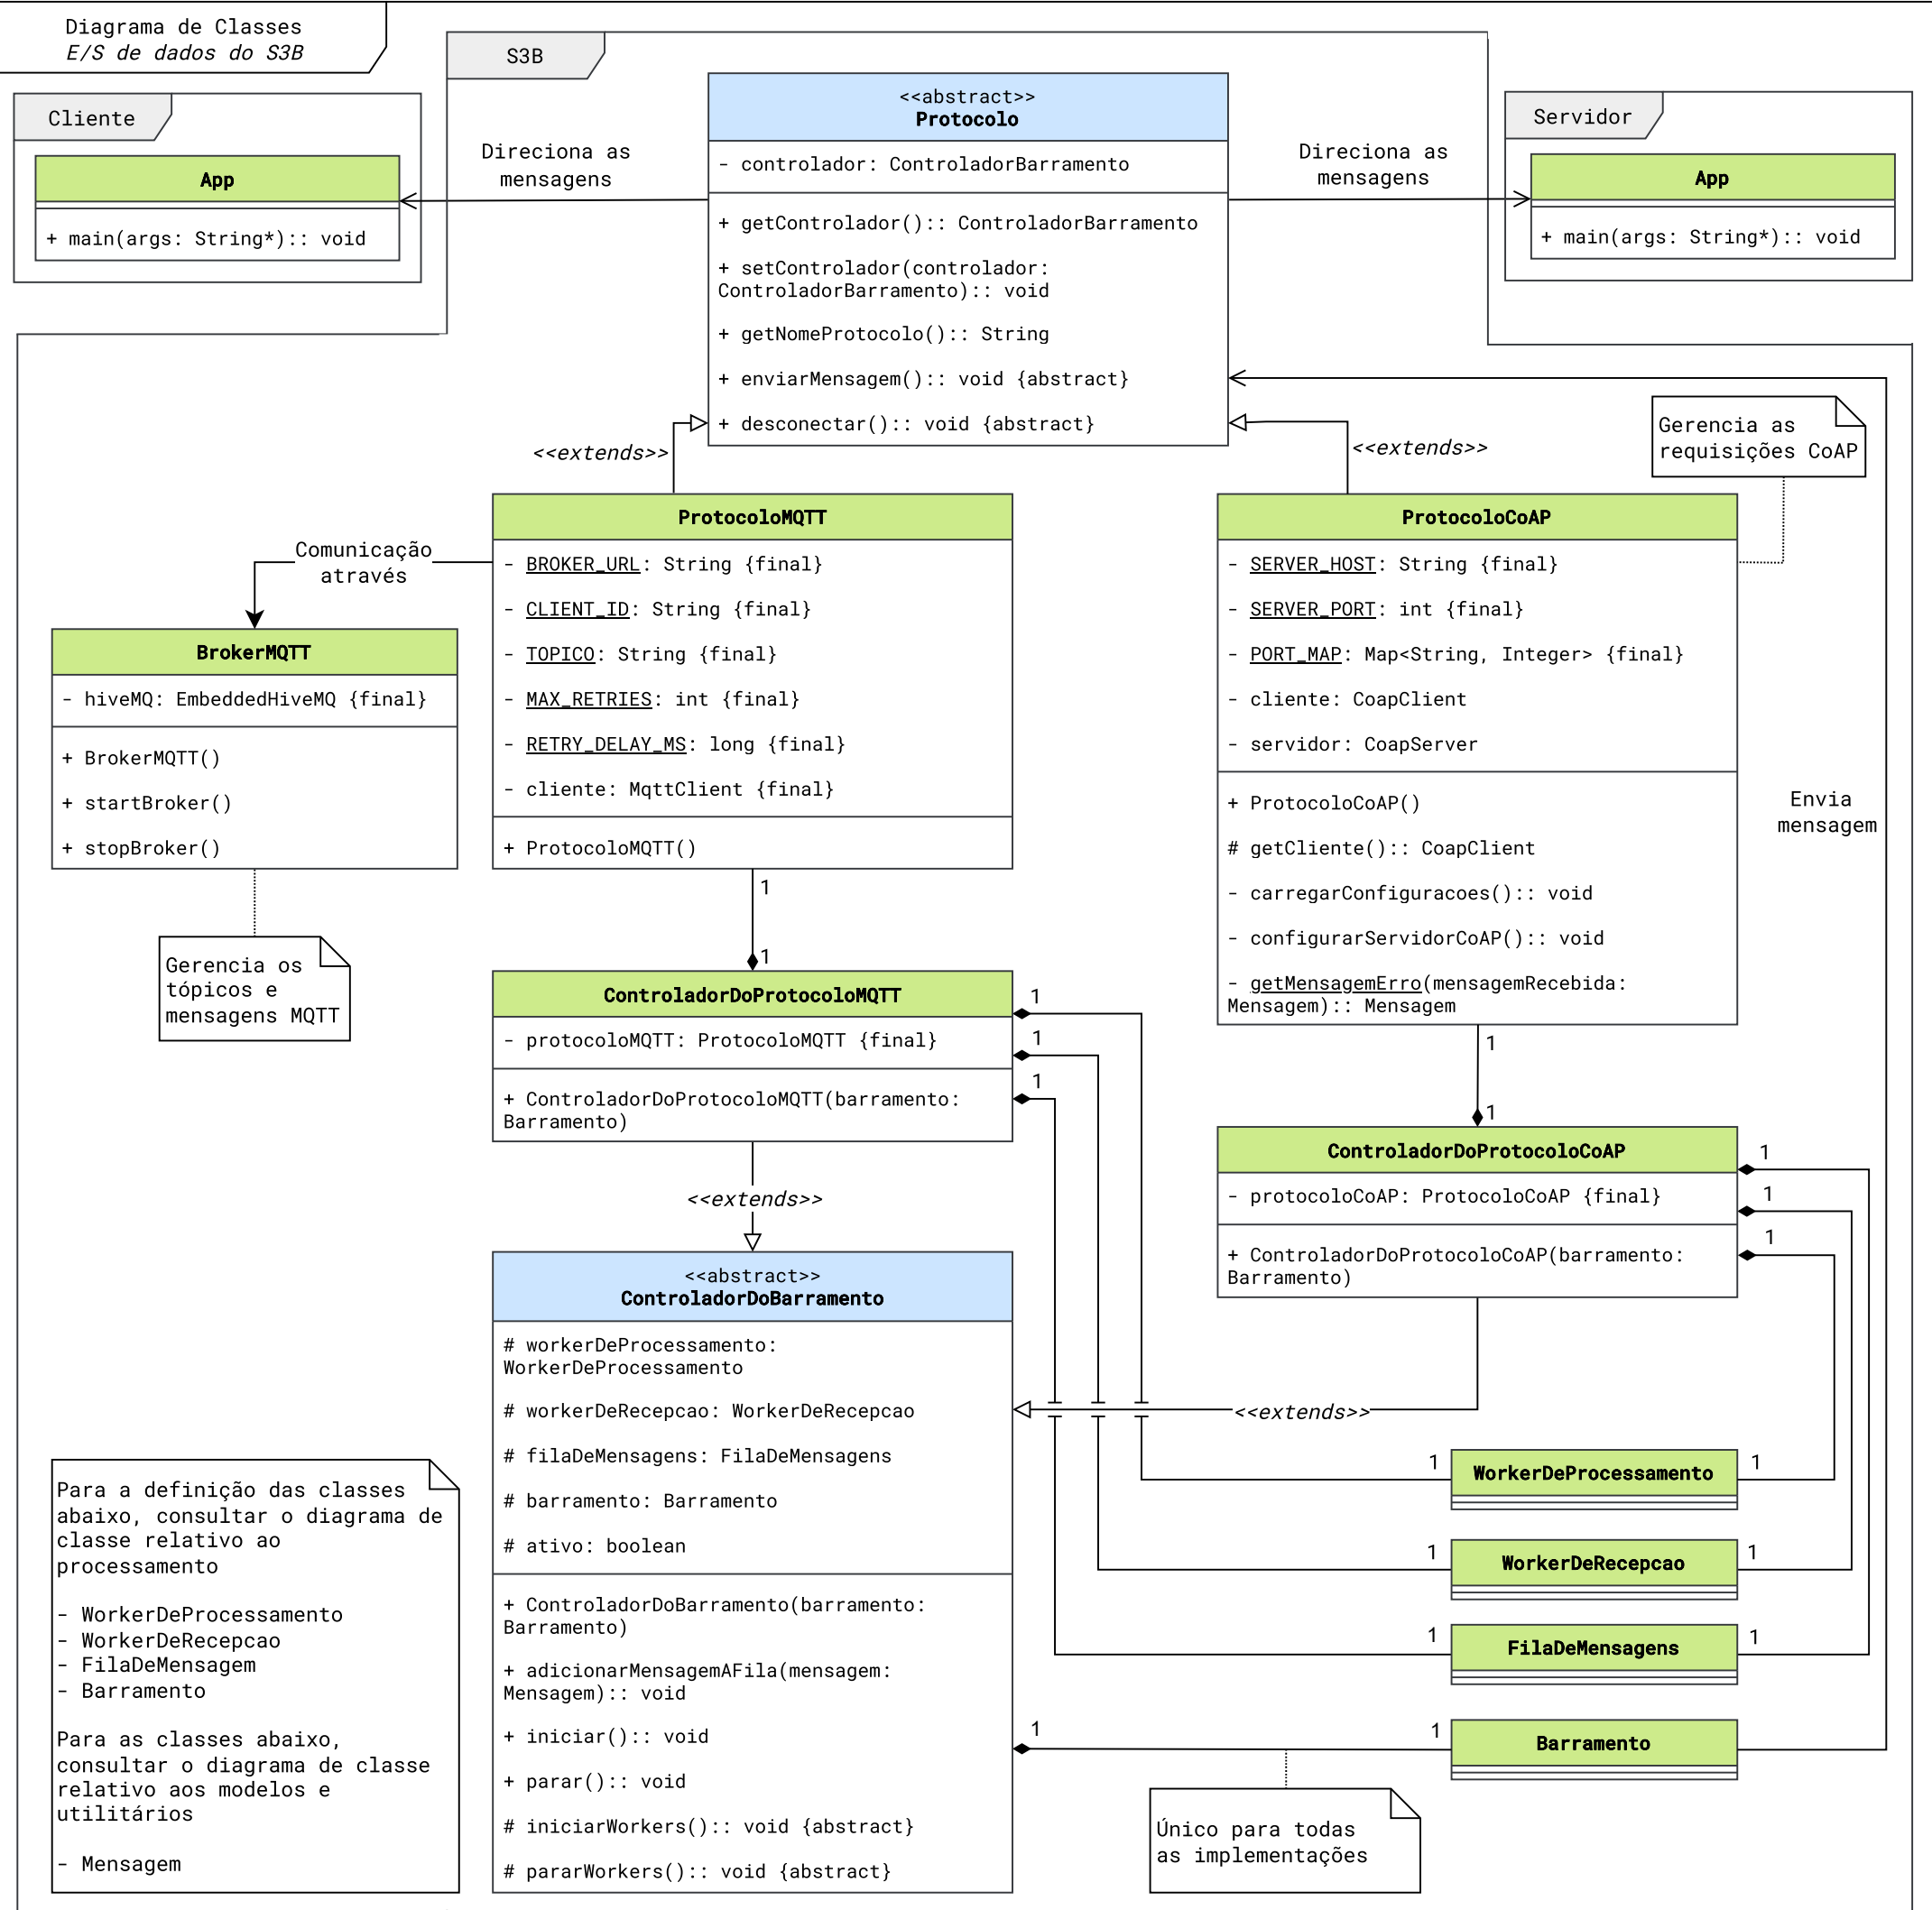 Diagrama de Classes
E/S de dados do S3B
S3B
Cliente
App
+ main(args: String*):: void
Direciona as
mensagens
<<abstract>>
Protocolo
- controlador: ControladorBarramento
+ getControlador():: ControladorBarramento
+ setControlador(controlador:
ControladorBarramento):: void
+ getNomeProtocolo():: String
+ enviarMensagem():: void {abstract}
+ desconectar():: void {abstract}
Direciona as
mensagens
Servidor
App
+ main(args: String*):: void
<<extends>>
<<extends>>
Gerencia as
requisições CoAP
Comunicação
através
ProtocoloMQTT
- BROKER_URL: String {final}
- CLIENT_ID: String {final}
- TOPICO: String {final}
- MAX_RETRIES: int {final}
- RETRY_DELAY_MS: long {final}
- cliente: MqttClient {final}
+ ProtocoloMQTT()
ProtocoloCoAP
- SERVER_HOST: String {final}
- SERVER_PORT: int {final}
- PORT_MAP: Map<String, Integer> {final}
- cliente: CoapClient
- servidor: CoapServer
+ ProtocoloCoAP()
# getCliente():: CoapClient
- carregarConfiguracoes():: void
- configurarServidorCoAP():: void
- getMensagemErro(mensagemRecebida:
Mensagem):: Mensagem
Envia
mensagem
BrokerMQTT
- hiveMQ: EmbeddedHiveMQ {final}
+ BrokerMQTT()
+ startBroker()
+ stopBroker()
Gerencia os
tópicos e
mensagens MQTT
1
1
ControladorDoProtocoloMQTT
- protocoloMQTT: ProtocoloMQTT {final}
+ ControladorDoProtocoloMQTT(barramento:
Barramento)
1
1
1
1
1
ControladorDoProtocoloCoAP
- protocoloCoAP: ProtocoloCoAP {final}
+ ControladorDoProtocoloCoAP(barramento:
Barramento)
1
1
1
<<extends>>
<<abstract>>
ControladorDoBarramento
# workerDeProcessamento:
WorkerDeProcessamento
# workerDeRecepcao: WorkerDeRecepcao
# filaDeMensagens: FilaDeMensagens
# barramento: Barramento
# ativo: boolean
+ ControladorDoBarramento(barramento:
Barramento)
+ adicionarMensagemAFila(mensagem:
Mensagem):: void
+ iniciar():: void
+ parar():: void
# iniciarWorkers():: void {abstract}
# pararWorkers():: void {abstract}
<<extends>>
1
WorkerDeProcessamento
1
1
WorkerDeRecepcao
1
1
FilaDeMensagens
1
1
1
Barramento
Único para todas
as implementações
Para a definição das classes
abaixo, consultar o diagrama de
classe relativo ao
processamento
- WorkerDeProcessamento
- WorkerDeRecepcao
- FilaDeMensagem
- Barramento
Para as classes abaixo,
consultar o diagrama de classe
relativo aos modelos e
utilitários
- Mensagem